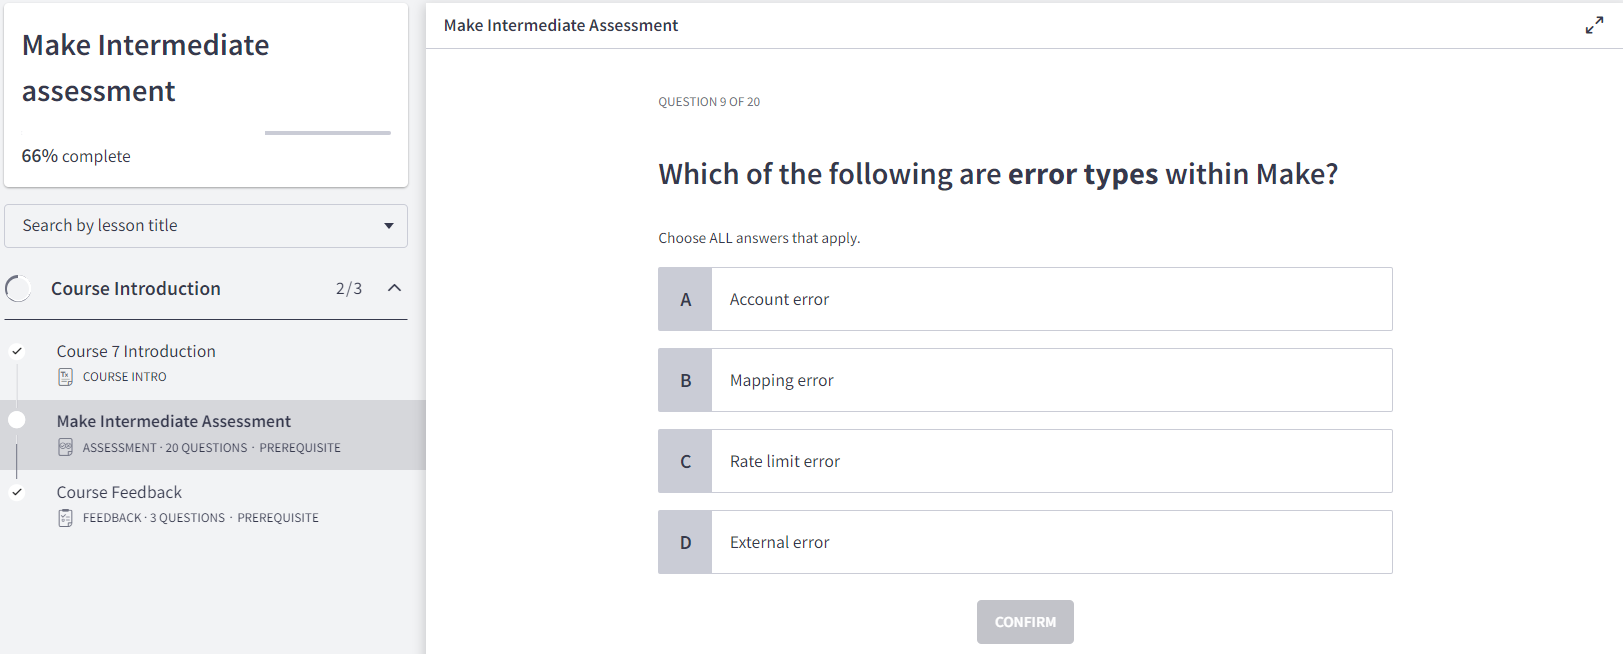 Make Intermediate
assessment
66% complete
Search by lesson title
Course Introduction 2/3
Course 7 Introduction
COURSE INTRO
Make Intermediate Assessment
ASSESSMENT · 20 QUESTIONS · PREREQUISITE
Course Feedback
FEEDBACK · 3 QUESTIONS · PREREQUISITE
Make Intermediate Assessment
QUESTION 9 OF 20
Which of the following are error types within Make?
Choose ALL answers that apply.
A Account error
B Mapping error
C Rate limit error
D External error
CONFIRM